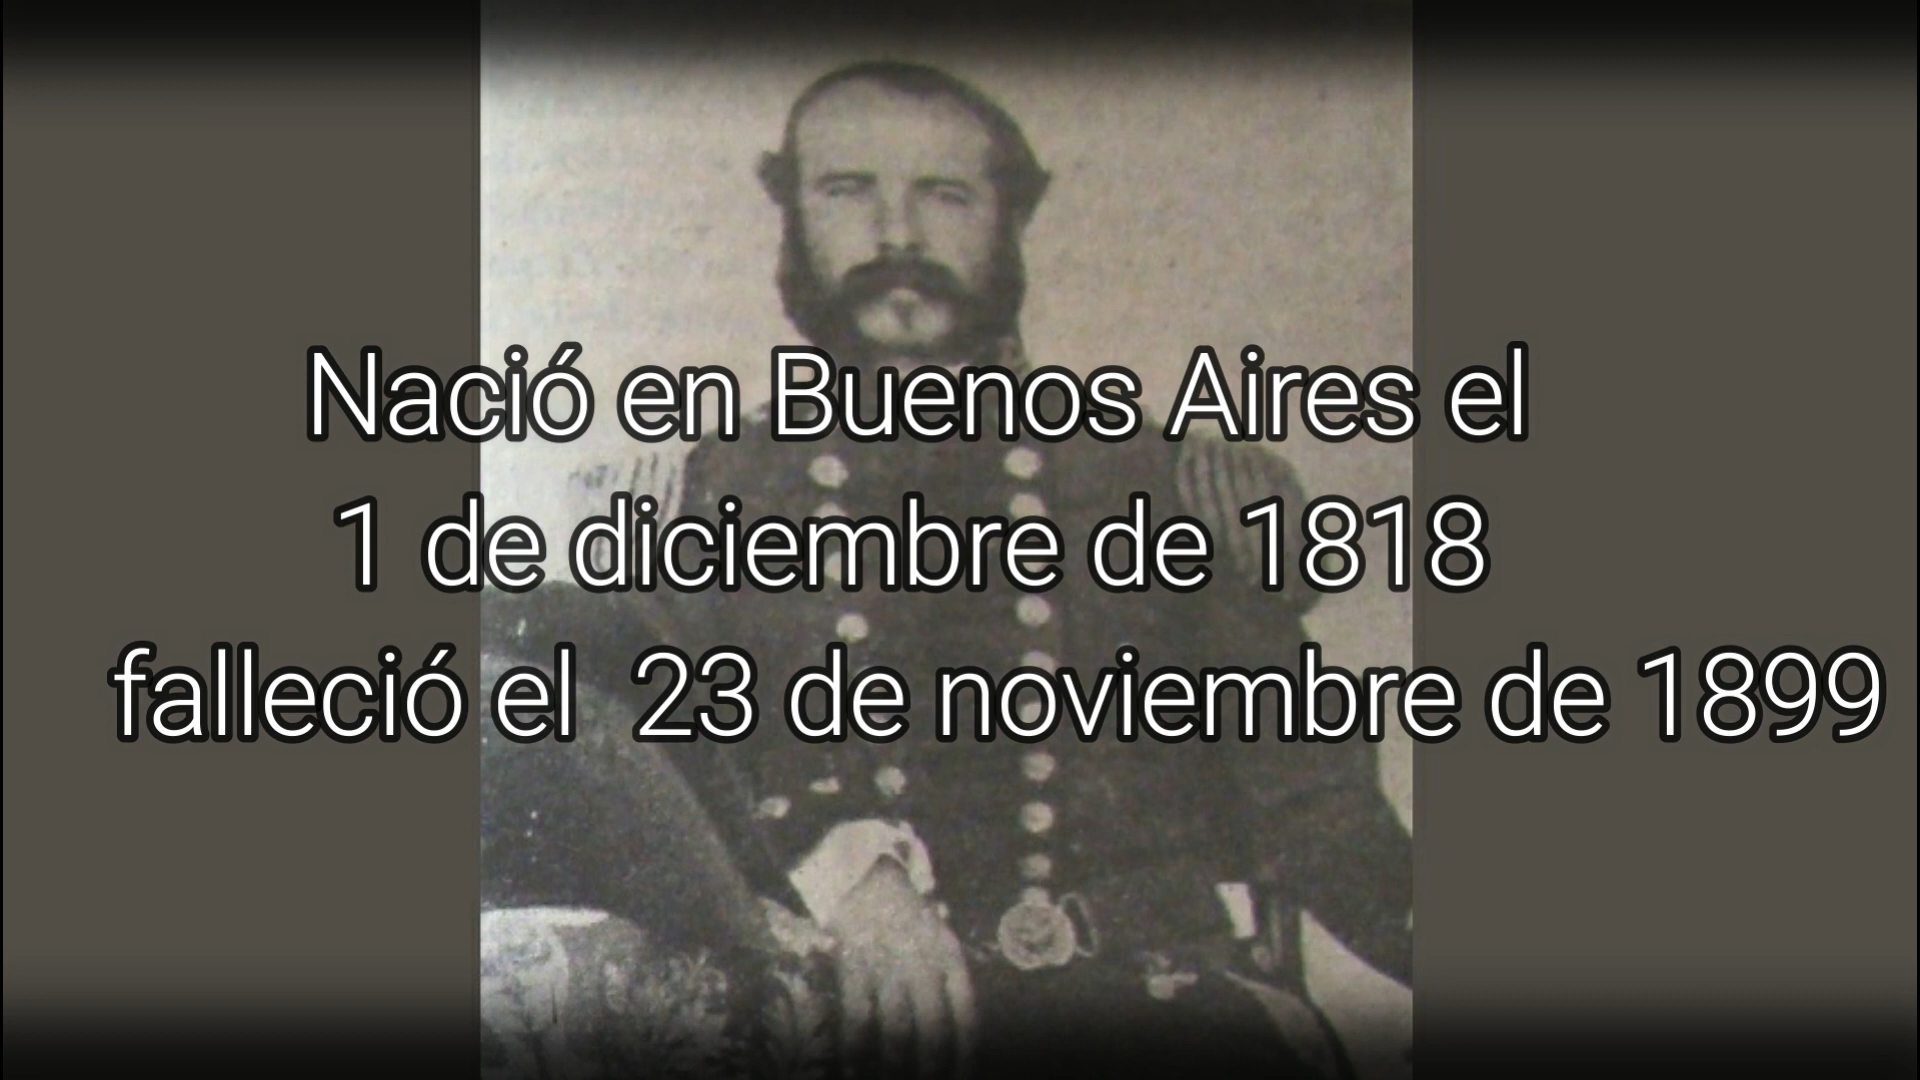 Nació en Buenos Aires el
1 de diciembre de 1818
falleció el 23 de noviembre de 1899